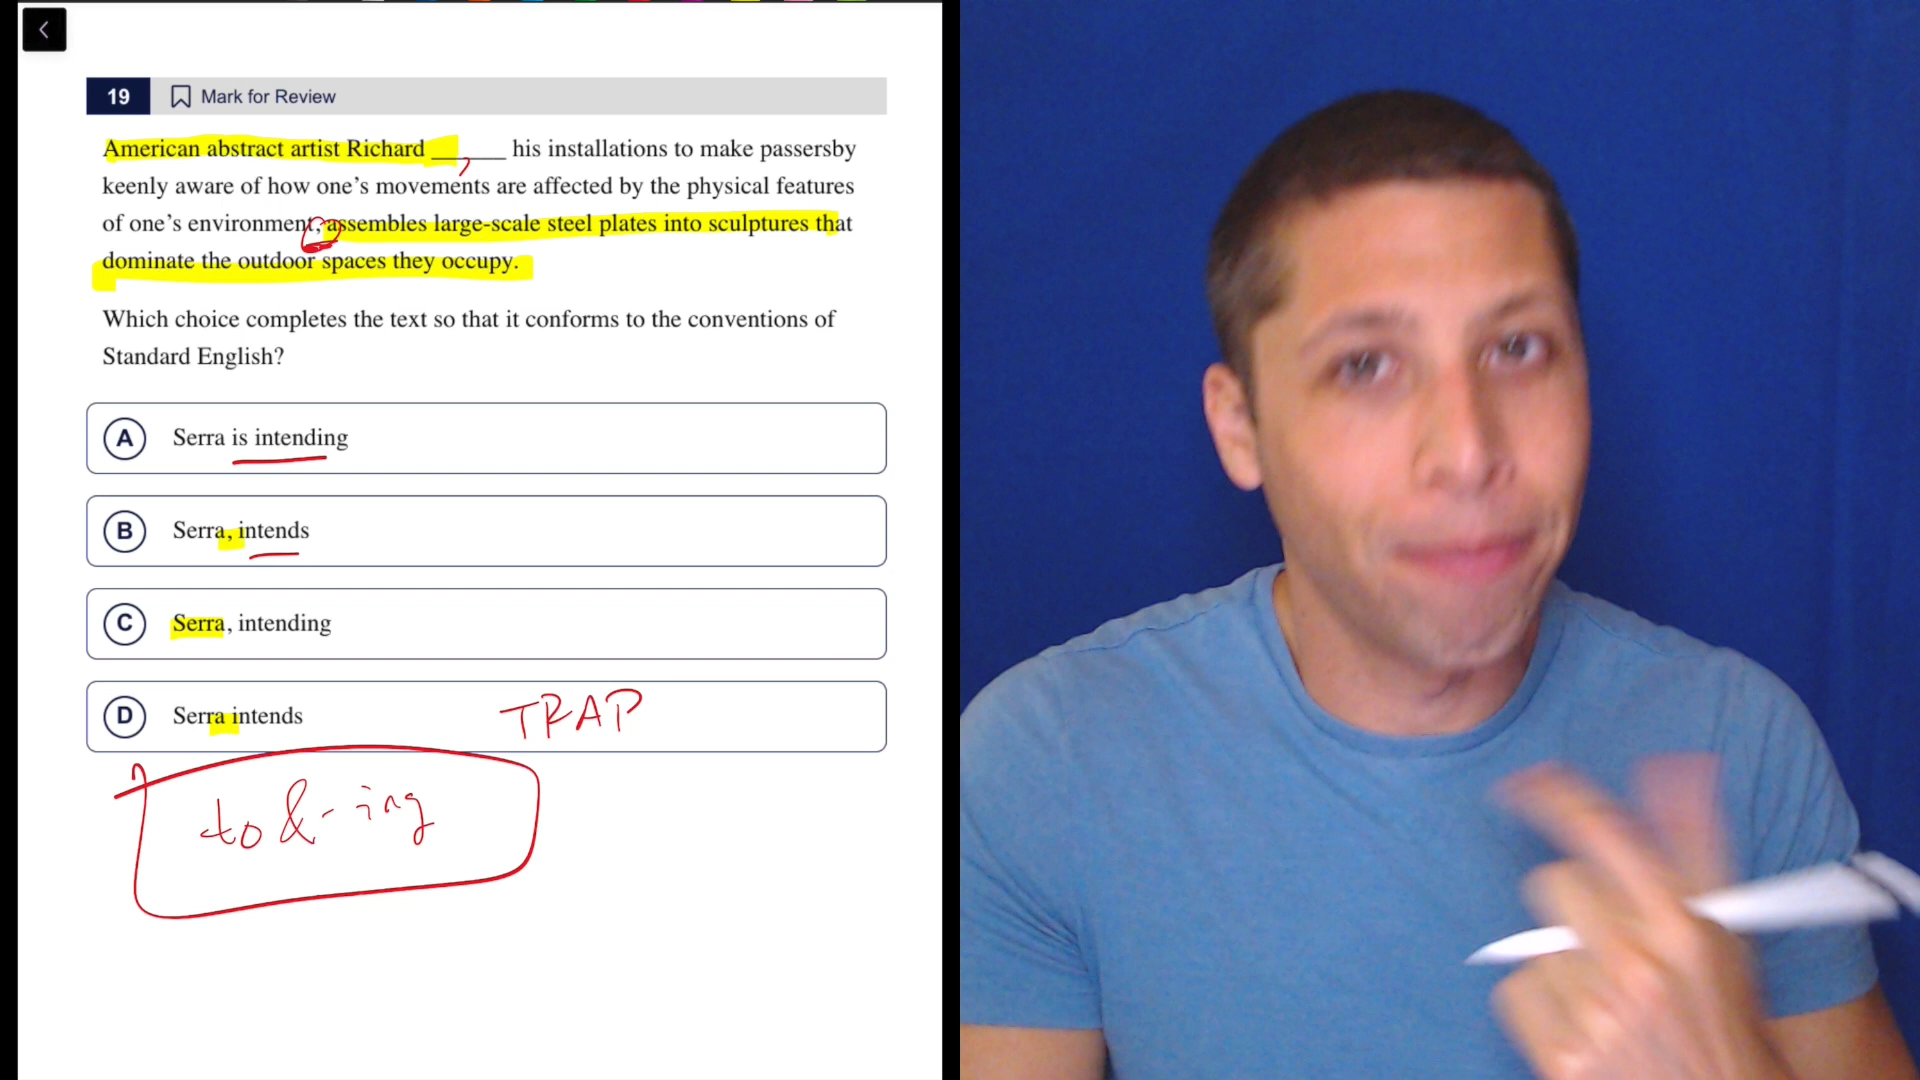 19 Mark for Review
American abstract artist Richard ______ his installations to make passersby
keenly aware of how one's movements are affected by the physical features
of one's environment, assembles large-scale steel plates into sculptures that
dominate the outdoor spaces they occupy.
Which choice completes the text so that it conforms to the conventions of
Standard English?
A Serra is intending
B Serra, intends
C Serra, intending
D Serra intends TRAP
to & -ing